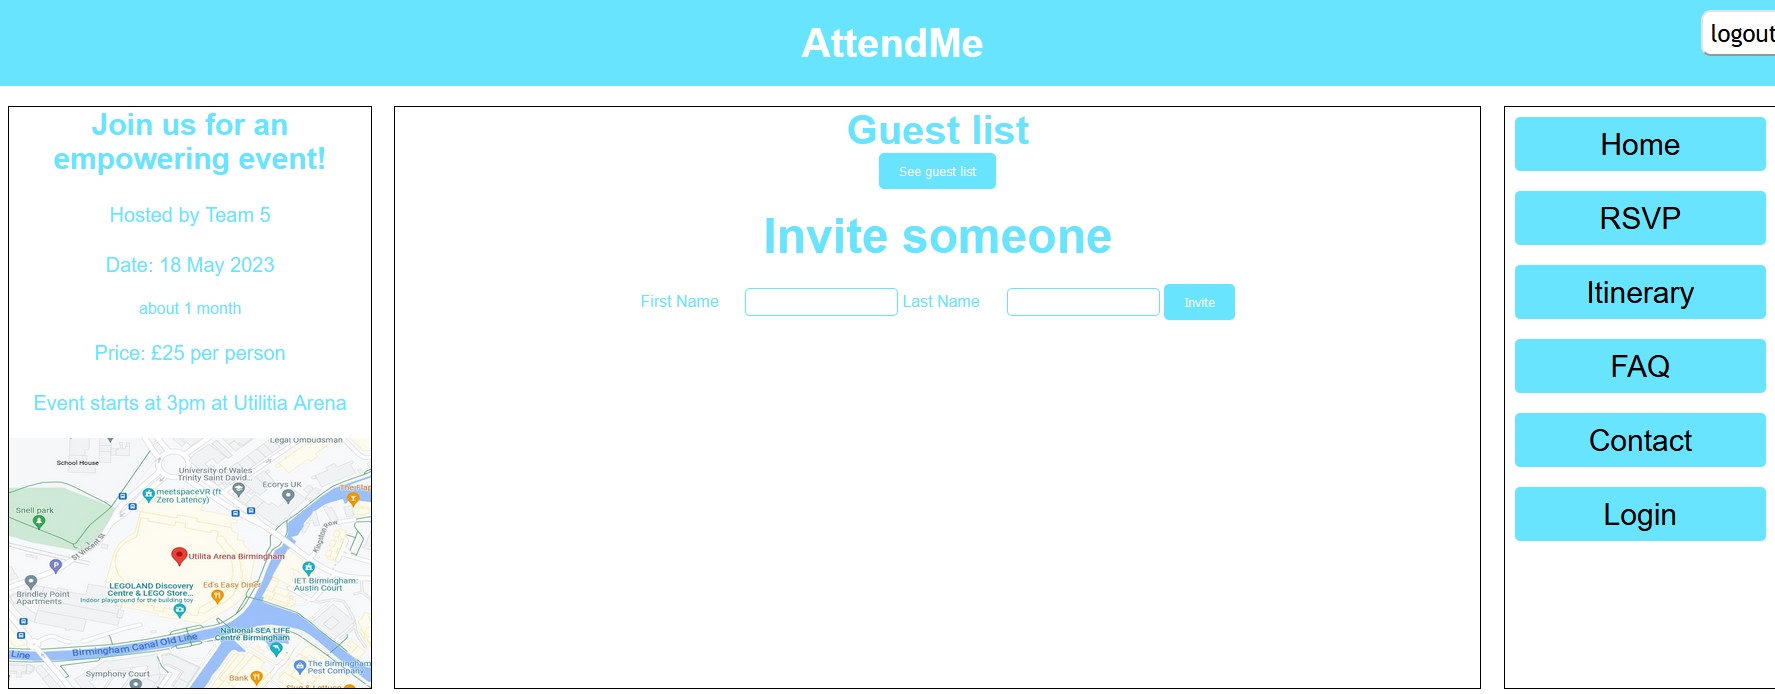 AttendMe
logout
Join us for an
empowering event!
Hosted by Team 5
Date: 18 May 2023
about 1 month
Price: £25 per person
Event starts at 3pm at Utilitia Arena
Legal Ombudsman
School House
University of Wales
Trinity Saint David...
Ecorys UK
meetspaceVR (ft
Zero Latency)
The Flap
Snell park
St Vincent St
Kingston Row
Utilita Arena Birmingham
P
LEGOLAND Discovery
Centre & LEGO Store...
Indoor playground for the building toy
Ed's Easy Diner
IET Birmingham:
Austin Court
Brindley Point
Apartments
National SEA LIFE
Centre Birmingham
Line
Birmingham Canal Old Line
The Birmingham
Pest Company
Symphony Court
Bank
Slug & Lettuce
Guest list
See guest list
Invite someone
First Name
Last Name
Invite
Home
RSVP
Itinerary
FAQ
Contact
Login